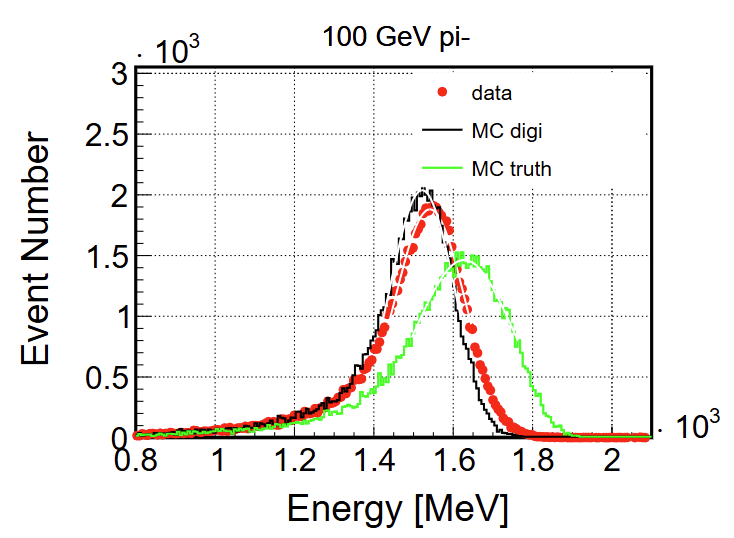 100 GeV pi-
· 10³
3
2.5
2
1.5
1
0.5
0
data
MC digi
MC truth
Event Number
0.8 1 1.2 1.4 1.6 1.8 2
· 10³
Energy [MeV]